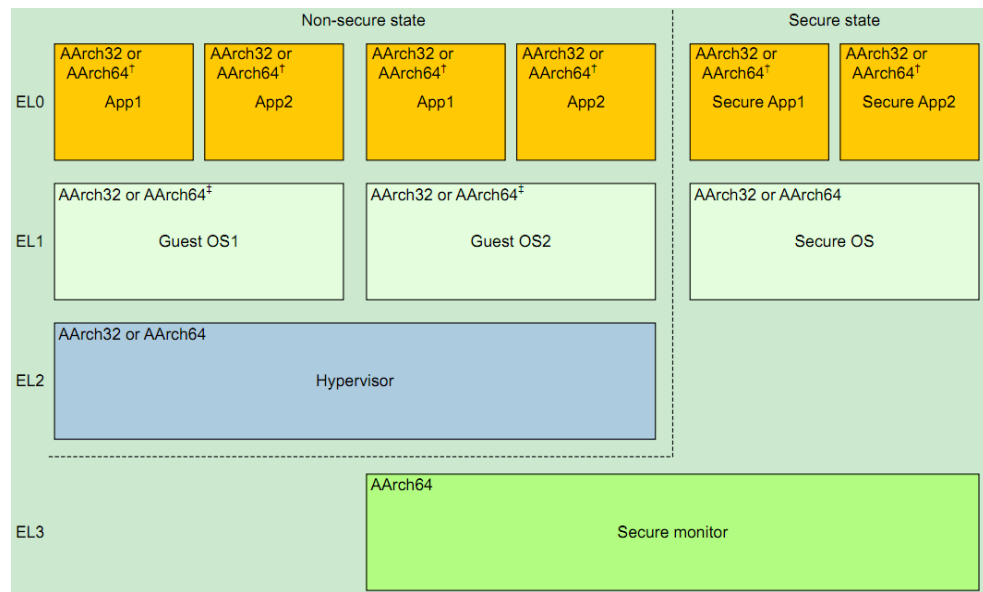 Non-secure state
Secure state
AArch32 or
AArch64†
App1
AArch32 or
AArch64†
App2
AArch32 or
AArch64†
App1
AArch32 or
AArch64†
App2
AArch32 or
AArch64†
Secure App1
AArch32 or
AArch64†
Secure App2
EL0
AArch32 or AArch64‡
Guest OS1
AArch32 or AArch64‡
Guest OS2
AArch32 or AArch64
Secure OS
EL1
AArch32 or AArch64
Hypervisor
EL2
AArch64
Secure monitor
EL3